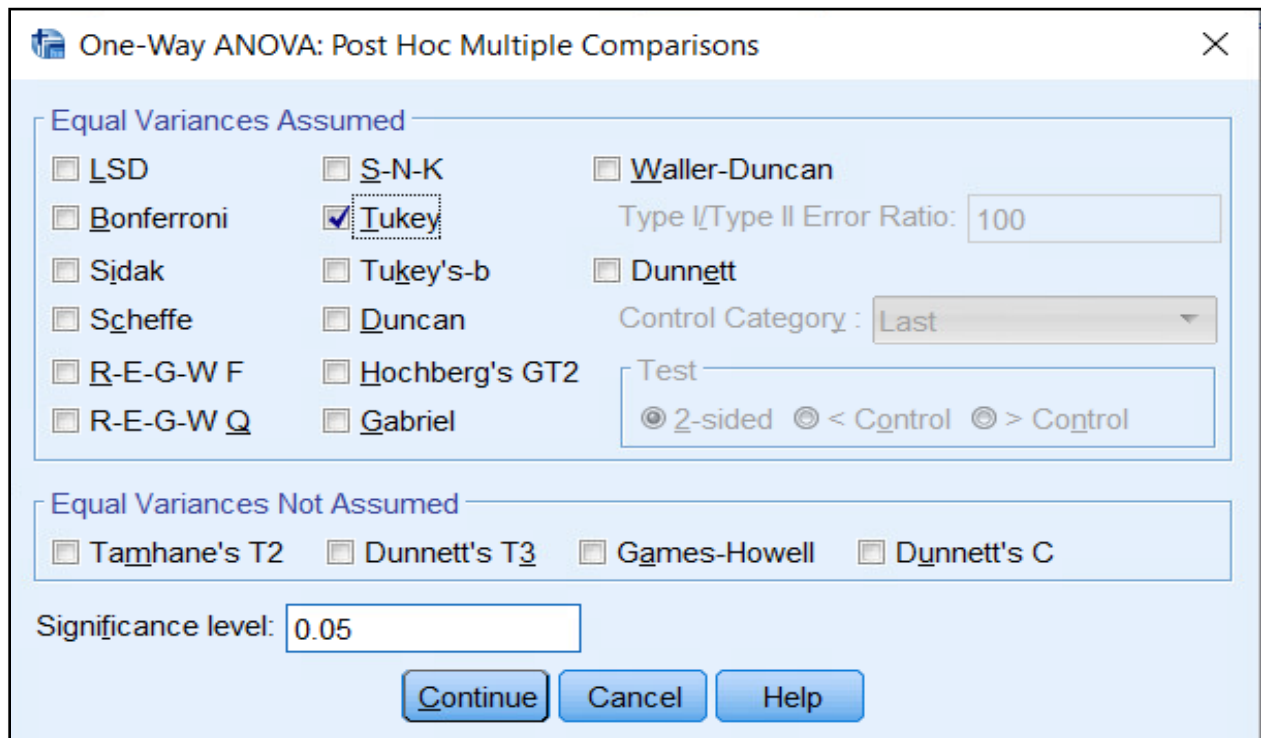 One-Way ANOVA: Post Hoc Multiple Comparisons
Equal Variances Assumed
LSD S-N-K Waller-Duncan
Bonferroni Tukey Type I/Type II Error Ratio: 100
Sidak Tukey's-b Dunnett
Scheffe Duncan Control Category : Last
R-E-G-W F Hochberg's GT2 Test
R-E-G-W Q Gabriel 2-sided < Control > Control
Equal Variances Not Assumed
Tamhane's T2 Dunnett's T3 Games-Howell Dunnett's C
Significance level: 0.05
Continue Cancel Help